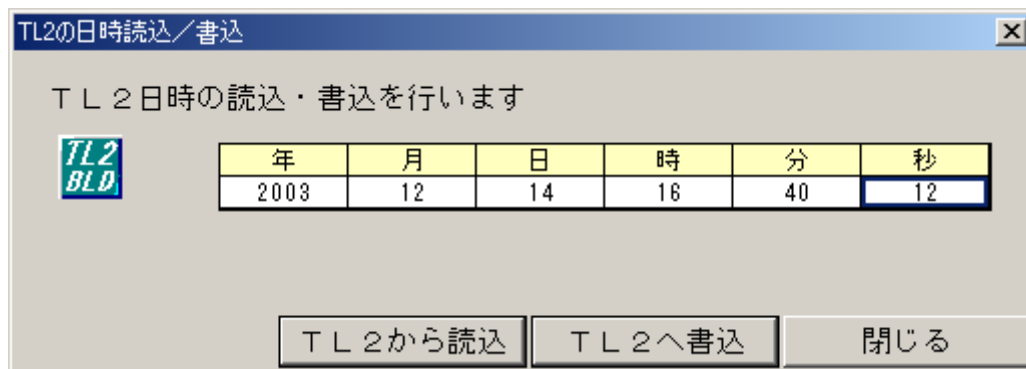 TL2の日時読込／書込
ＴＬ２日時の読込・書込を行います
TL2
BLD
年 月 日 時 分 秒
2003 12 14 16 40 12
ＴＬ２から読込 ＴＬ２へ書込 閉じる